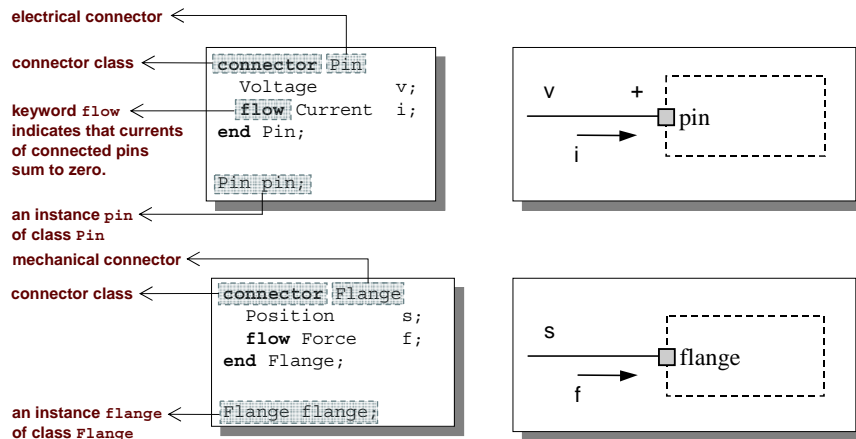 electrical connector
connector class
keyword flow
indicates that currents
of connected pins
sum to zero.
an instance pin
of class Pin
connector Pin
Voltage v;
flow Current i;
end Pin;
Pin pin;
v +
pin
i
mechanical connector
connector class
an instance flange
of class Flange
connector Flange
Position s;
flow Force f;
end Flange;
Flange flange;
s
flange
f